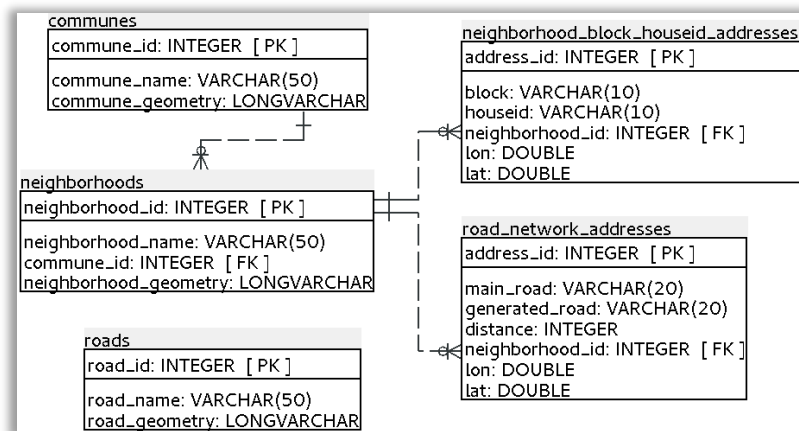 communes
commune_id: INTEGER [ PK ]
commune_name: VARCHAR(50)
commune_geometry: LONGVARCHAR
neighborhoods
neighborhood_id: INTEGER [ PK ]
neighborhood_name: VARCHAR(50)
commune_id: INTEGER [ FK ]
neighborhood_geometry: LONGVARCHAR
roads
road_id: INTEGER [ PK ]
road_name: VARCHAR(50)
road_geometry: LONGVARCHAR
neighborhood_block_houseid_addresses
address_id: INTEGER [ PK ]
block: VARCHAR(10)
houseid: VARCHAR(10)
neighborhood_id: INTEGER [ FK ]
lon: DOUBLE
lat: DOUBLE
road_network_addresses
address_id: INTEGER [ PK ]
main_road: VARCHAR(20)
generated_road: VARCHAR(20)
distance: INTEGER
neighborhood_id: INTEGER [ FK ]
lon: DOUBLE
lat: DOUBLE